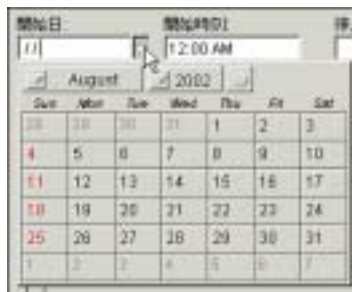 開始日: 開始時間:
/ / 12:00 AM
August 2002
Sun Mon Tue Wed Thu Fri Sat
28 29 30 31 1 2 3
4 5 6 7 8 9 10
11 12 13 14 15 16 17
18 19 20 21 22 23 24
25 26 27 28 29 30 31
1 2 3 4 5 6 7